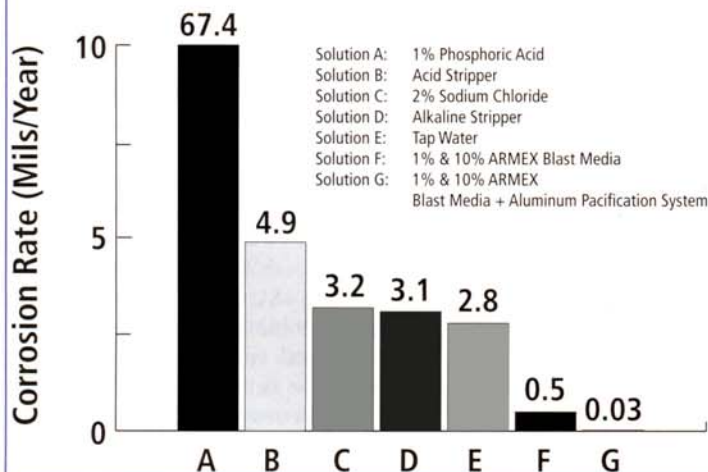 67.4
10
Solution A: 1% Phosphoric Acid
Solution B: Acid Stripper
Solution C: 2% Sodium Chloride
Solution D: Alkaline Stripper
Solution E: Tap Water
Solution F: 1% & 10% ARMEX Blast Media
Solution G: 1% & 10% ARMEX
Blast Media + Aluminum Pacification System
Corrosion Rate (Mils/Year)
5
4.9
3.2
3.1
2.8
0.5
0.03
0
A B C D E F G